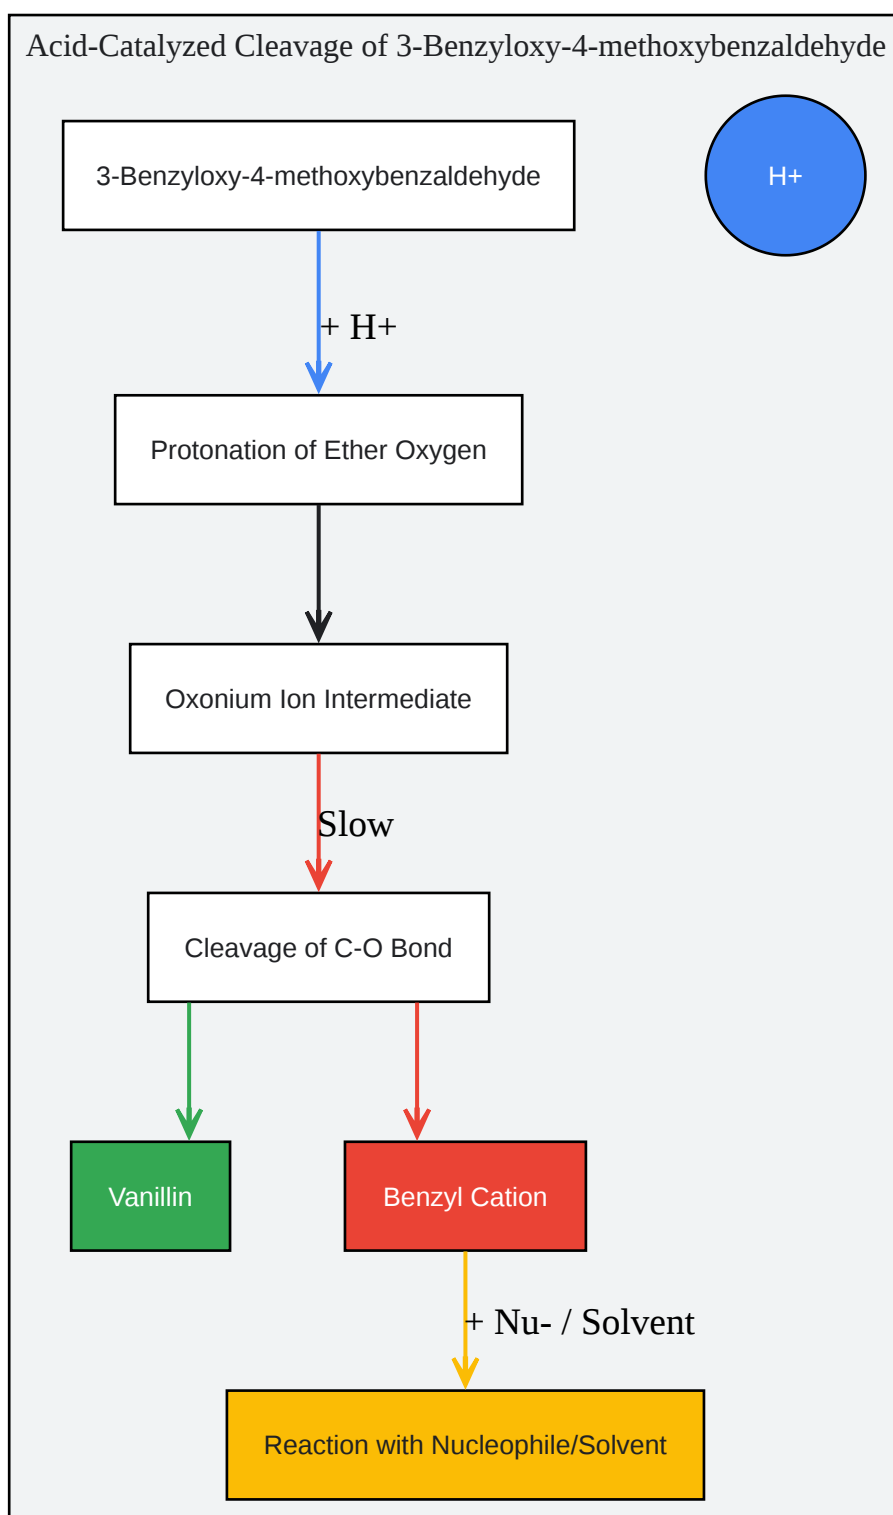 Acid-Catalyzed Cleavage of 3-Benzyloxy-4-methoxybenzaldehyde
3-Benzyloxy-4-methoxybenzaldehyde
H+
+ H+
Protonation of Ether Oxygen
Oxonium Ion Intermediate
Slow
Cleavage of C-O Bond
Vanillin
Benzyl Cation
+ Nu- / Solvent
Reaction with Nucleophile/Solvent